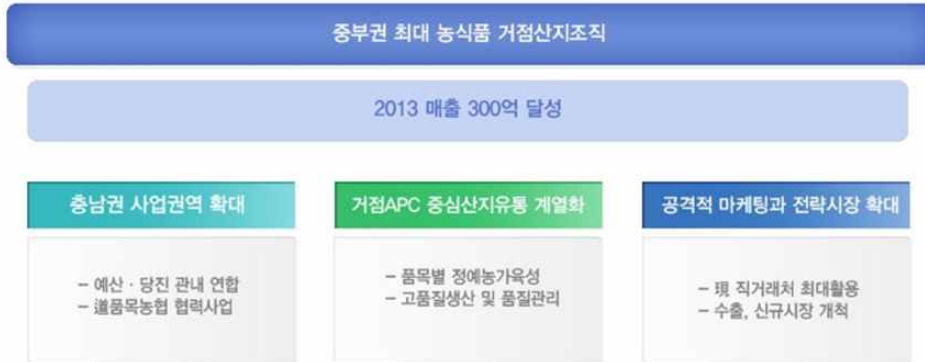 중부권 최대 농식품 거점산지조직
2013 매출 300억 달성
충남권 사업권역 확대
- 예산 · 당진 관내 연합
- 道품목농협 협력사업
거점APC 중심산지유통 계열화
- 품목별 정예농가육성
- 고품질생산 및 품질관리
공격적 마케팅과 전략시장 확대
- 現 직거래처 최대활용
- 수출, 신규시장 개척